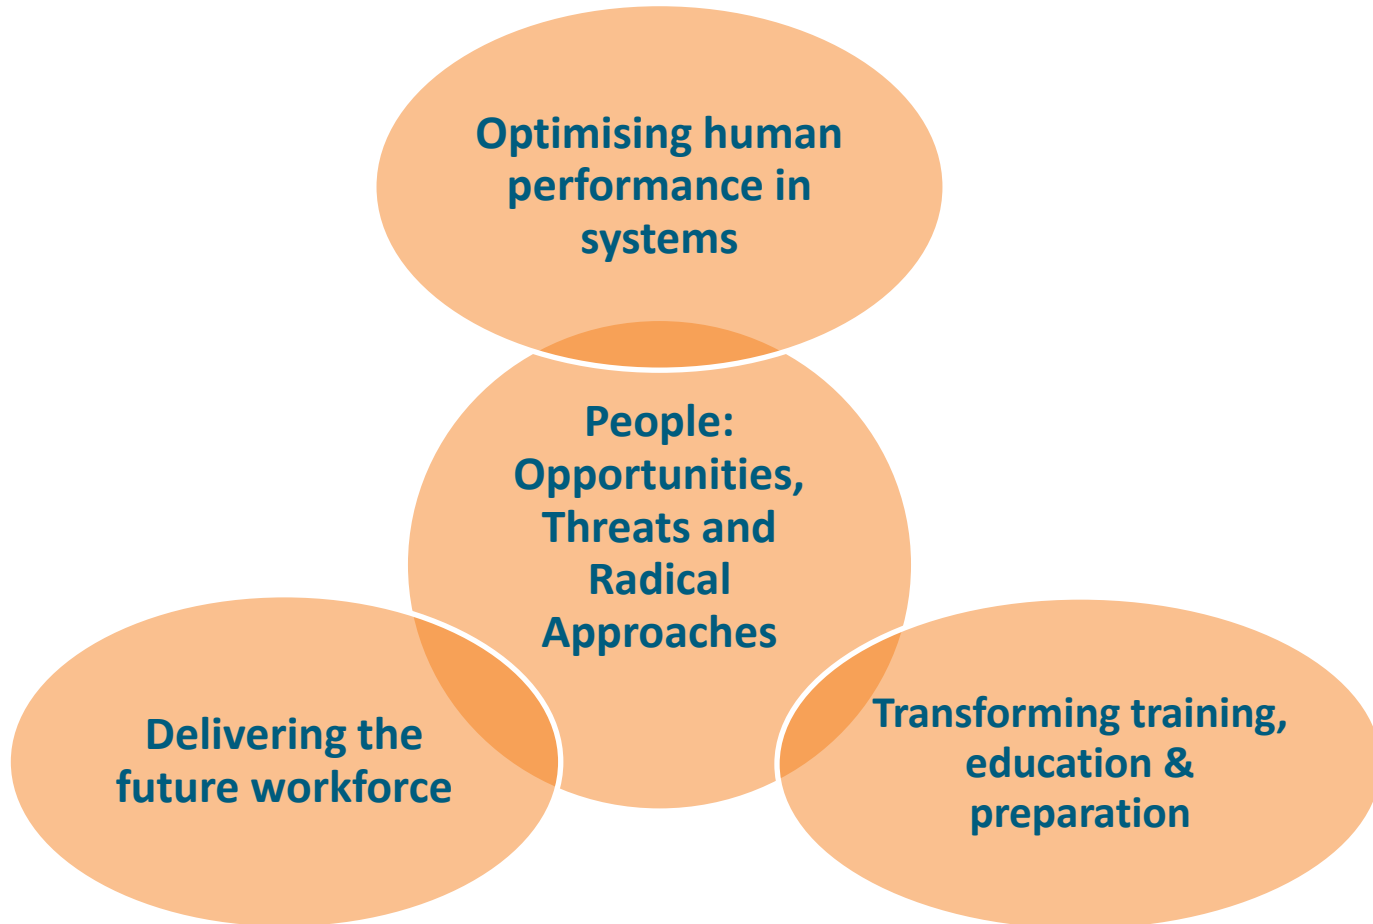 Optimising human
performance in
systems
People:
Opportunities,
Threats and
Radical
Approaches
Delivering the
future workforce
Transforming training,
education &
preparation